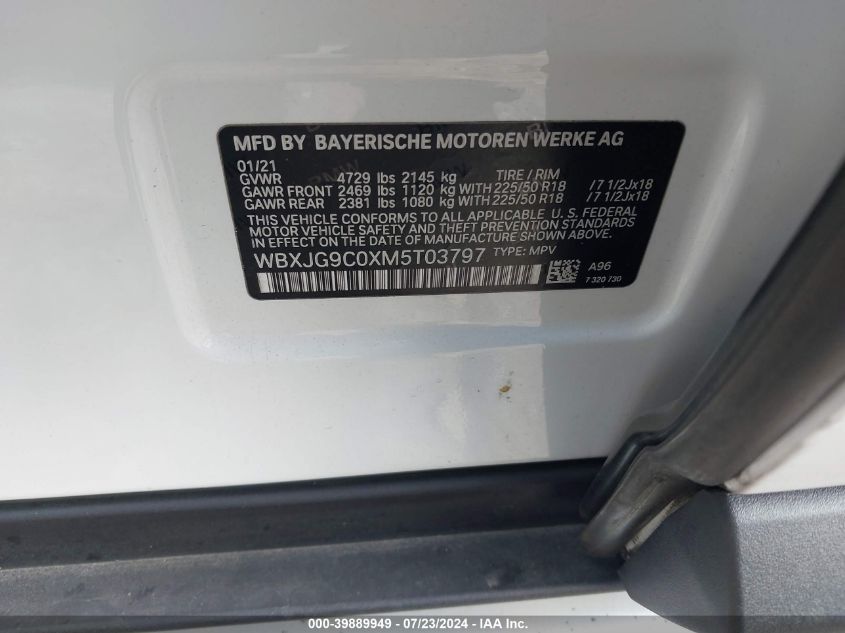 MFD BY BAYERISCHE MOTOREN WERKE AG
01/21
GVWR 4729 lbs 2145 kg TIRE / RIM
GAWR FRONT 2469 lbs 1120 kg WITH 225/50 R18 /7 1/2Jx18
GAWR REAR 2381 lbs 1080 kg WITH 225/50 R18 /7 1/2Jx18
THIS VEHICLE CONFORMS TO ALL APPLICABLE U. S. FEDERAL
MOTOR VEHICLE SAFETY AND THEFT PREVENTION STANDARDS
IN EFFECT ON THE DATE OF MANUFACTURE SHOWN ABOVE.
WBXJG9C0XM5T03797 TYPE: MPV
A96
7 320 730
000-39889949 - 07/23/2024 - IAA Inc.